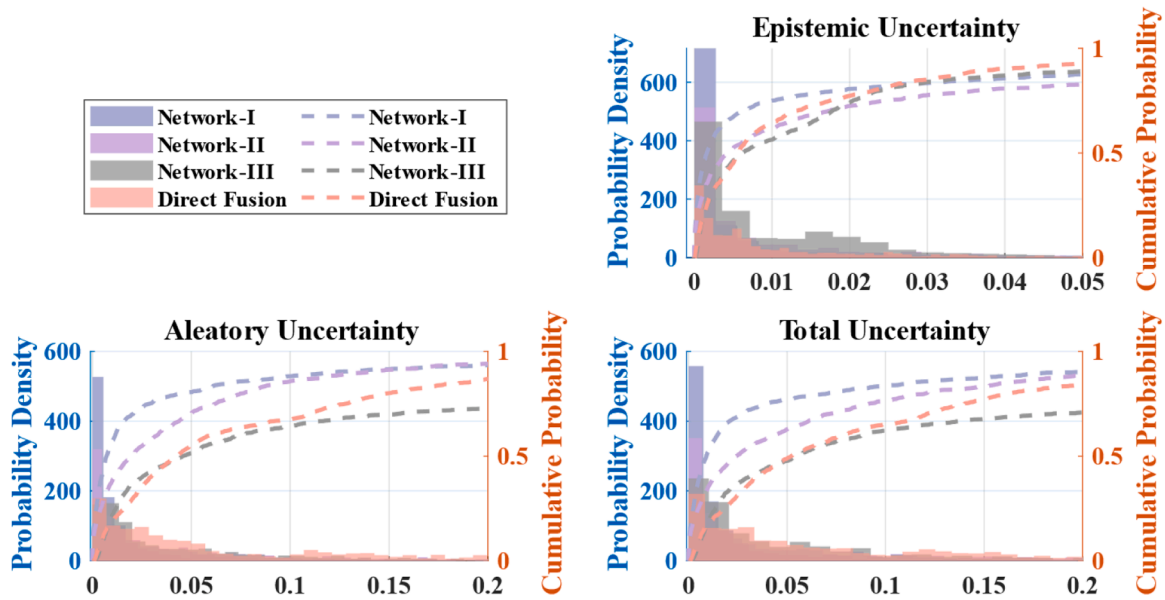 Epistemic Uncertainty
Probability Density
600
400
200
0
0 0.01 0.02 0.03 0.04 0.05
1
0.5
0
Cumulative Probability
Network-I Network-I
Network-II Network-II
Network-III Network-III
Direct Fusion Direct Fusion
Aleatory Uncertainty
Probability Density
600
400
200
0
0 0.05 0.1 0.15 0.2
1
0.5
0
Cumulative Probability
Total Uncertainty
Probability Density
600
400
200
0
0 0.05 0.1 0.15 0.2
1
0.5
0
Cumulative Probability